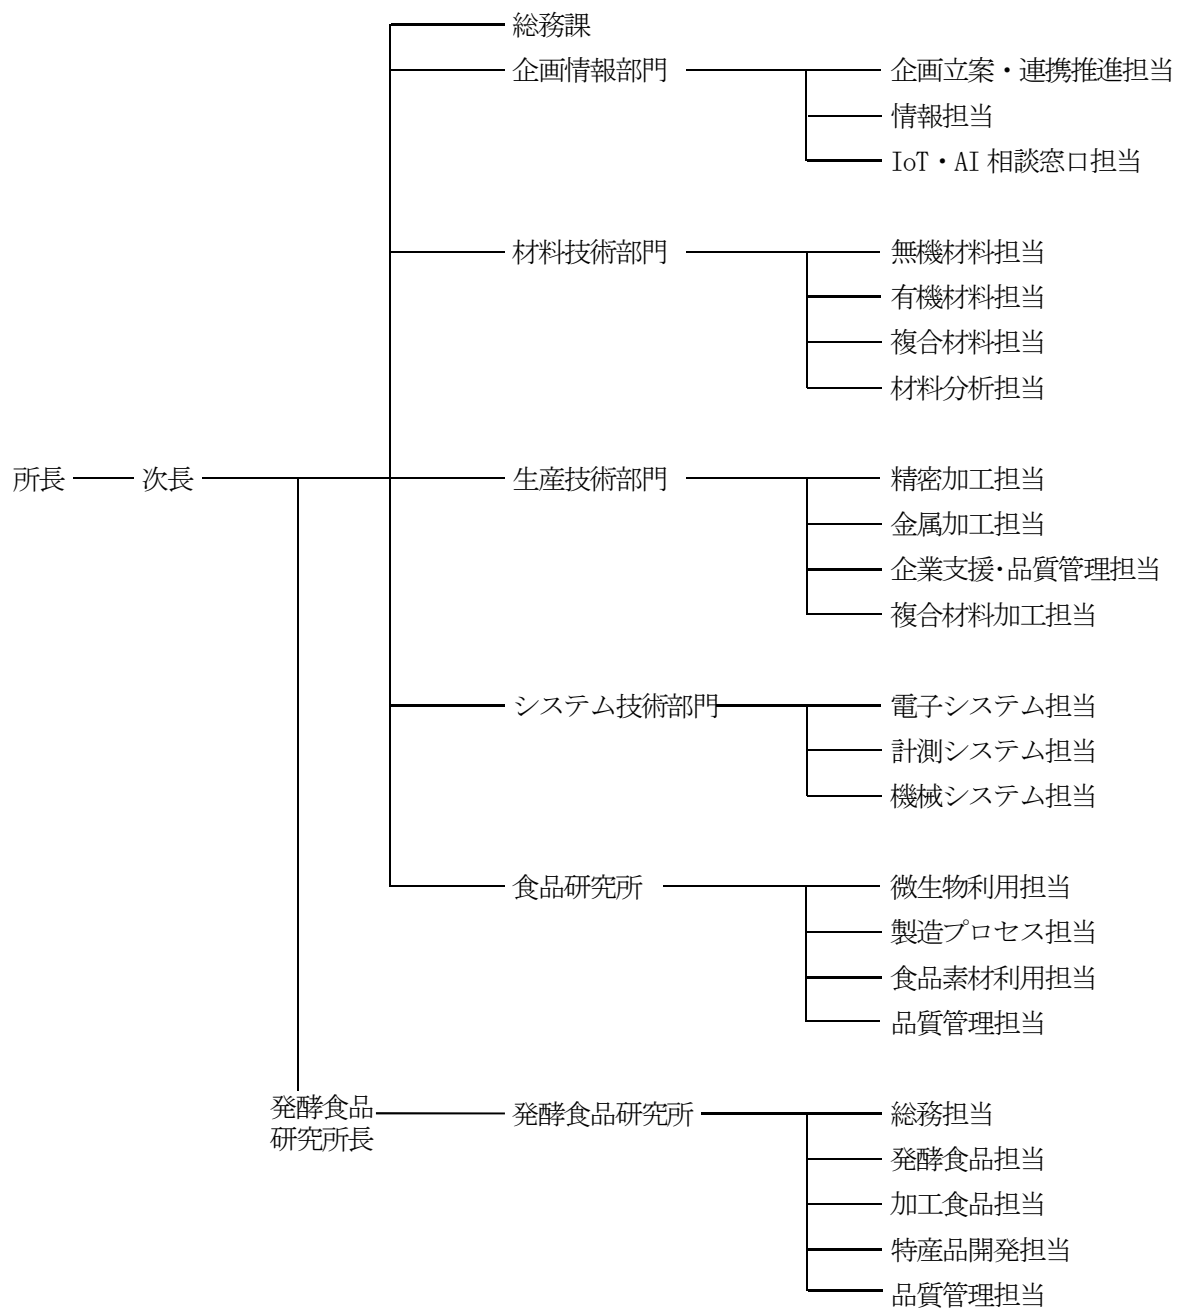 総務課
企画情報部門 企画立案・連携推進担当
情報担当
IoT・AI 相談窓口担当
材料技術部門 無機材料担当
有機材料担当
複合材料担当
材料分析担当
所長 次長 生産技術部門 精密加工担当
金属加工担当
企業支援・品質管理担当
複合材料加工担当
システム技術部門 電子システム担当
計測システム担当
機械システム担当
食品研究所 微生物利用担当
製造プロセス担当
食品素材利用担当
品質管理担当
発酵食品
研究所長
発酵食品研究所 総務担当
発酵食品担当
加工食品担当
特産品開発担当
品質管理担当